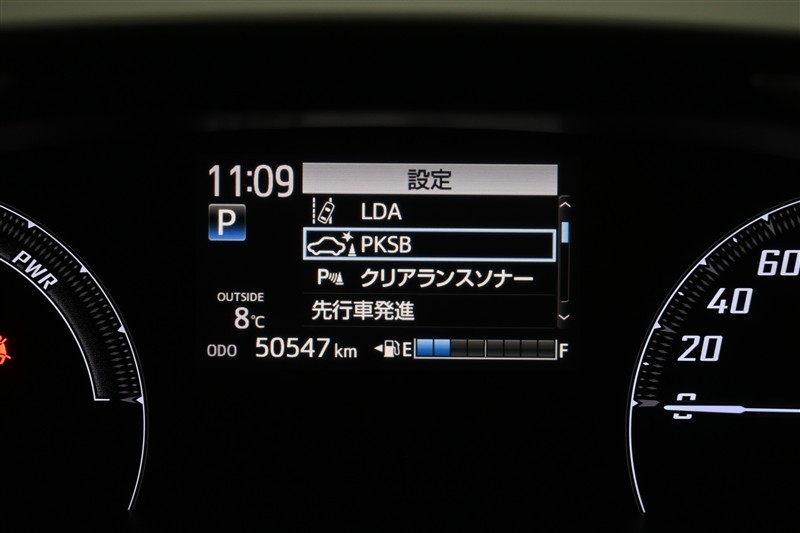 11:09
設定
LDA
P
PKSB
P クリアランスソナー
先行車発進
OUTSIDE
8℃
ODO 50547 km
E F
PWR
60
40
20
0